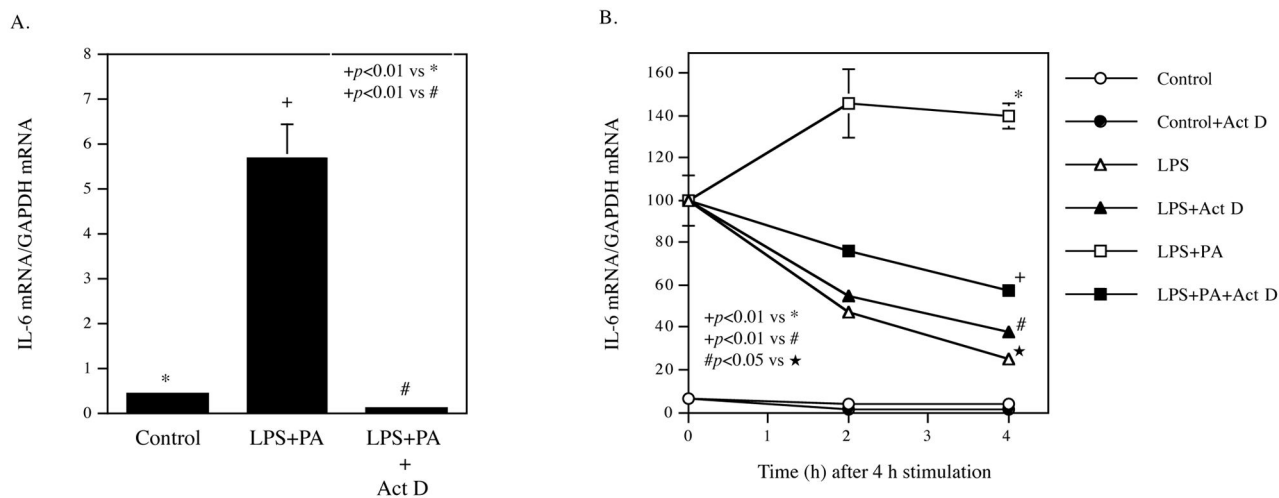 A.
IL-6 mRNA/GAPDH mRNA
8
7
6
5
4
3
2
1
0
+p<0.01 vs *
+p<0.01 vs #
*
+
#
Control
LPS+PA
LPS+PA
+
Act D
B.
IL-6 mRNA/GAPDH mRNA
160
140
120
100
80
60
40
20
0
*
+
#
★
+p<0.01 vs *
+p<0.01 vs #
#p<0.05 vs ★
0 1 2 3 4
Time (h) after 4 h stimulation
Control
Control+Act D
LPS
LPS+Act D
LPS+PA
LPS+PA+Act D